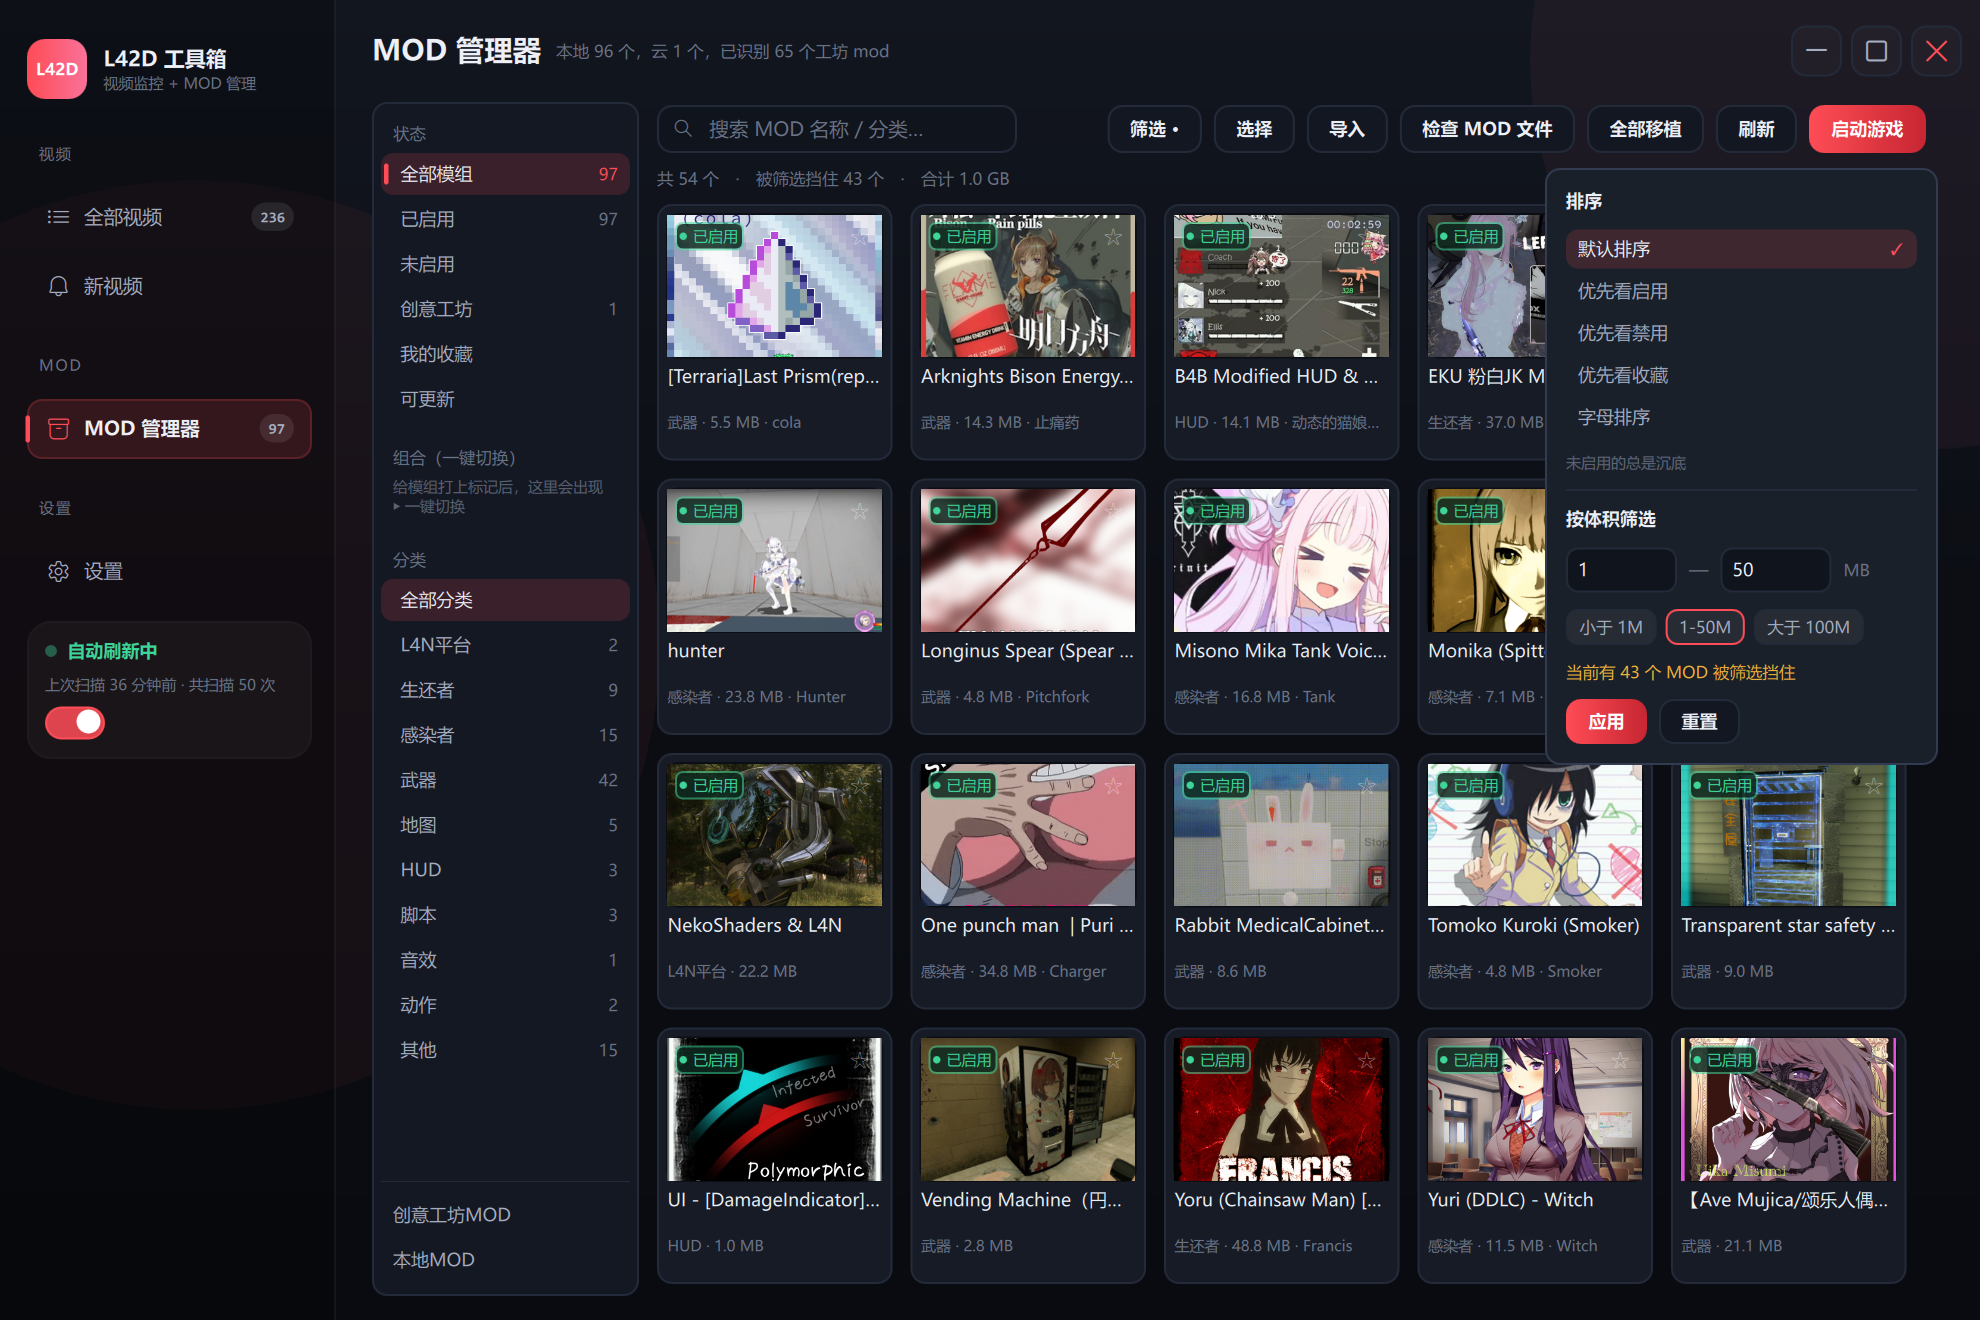 L42D
L42D 工具箱
视频监控 + MOD 管理
视频
全部视频 236
新视频
MOD
MOD 管理器 97
设置
设置
自动刷新中
上次扫描 36 分钟前 · 共扫描 50 次
MOD 管理器 本地 96 个，云 1 个，已识别 65 个工坊 mod
状态
全部模组 97
已启用 97
未启用
创意工坊 1
我的收藏
可更新
组合（一键切换）
给模组打上标记后，这里会出现
一键切换
分类
全部分类
L4N平台 2
生还者 9
感染者 15
武器 42
地图 5
HUD 3
脚本 3
音效 1
动作 2
其他 15
创意工坊MOD
本地MOD
搜索 MOD 名称 / 分类...
筛选 •
选择
导入
检查 MOD 文件
全部移植
刷新
启动游戏
共 54 个 · 被筛选挡住 43 个 · 合计 1.0 GB
已启用
[Terraria]Last Prism(rep...
武器 · 5.5 MB · cola
Pain pills
已启用
明日方舟
Arknights Bison Energy...
武器 · 14.3 MB · 止痛药
已启用
00:02:59
Coach
Nick
+ 200
Ellis
22
328
B4B Modified HUD & ...
HUD · 14.1 MB · 动态的猫娘...
已启用
EKU 粉白JK M
生还者 · 37.0 MB
排序
默认排序 ✓
优先看启用
优先看禁用
优先看收藏
字母排序
未启用的总是沉底
按体积筛选
1 — 50 MB
小于 1M
1-50M
大于 100M
当前有 43 个 MOD 被筛选挡住
应用
重置
已启用
hunter
感染者 · 23.8 MB · Hunter
已启用
Longinus Spear (Spear ...
武器 · 4.8 MB · Pitchfork
已启用
Misono Mika Tank Voic...
感染者 · 16.8 MB · Tank
已启用
Monika (Spitt
感染者 · 7.1 MB ·
已启用
NekoShaders & L4N
L4N平台 · 22.2 MB
已启用
One punch man｜Puri ...
感染者 · 34.8 MB · Charger
已启用
Stop
Rabbit MedicalCabinet...
武器 · 8.6 MB
已启用
Tomoko Kuroki (Smoker)
感染者 · 4.8 MB · Smoker
已启用
Transparent star safety ...
武器 · 9.0 MB
已启用
Infected
Survivor
Polymorphic
UI - [DamageIndicator]...
HUD · 1.0 MB
已启用
Vending Machine（円...
武器 · 2.8 MB
已启用
FRANCIS
Yoru (Chainsaw Man) [...
生还者 · 48.8 MB · Francis
已启用
Yuri (DDLC) - Witch
感染者 · 11.5 MB · Witch
已启用
Uika Misumi
【Ave Mujica/颂乐人偶...
武器 · 21.1 MB